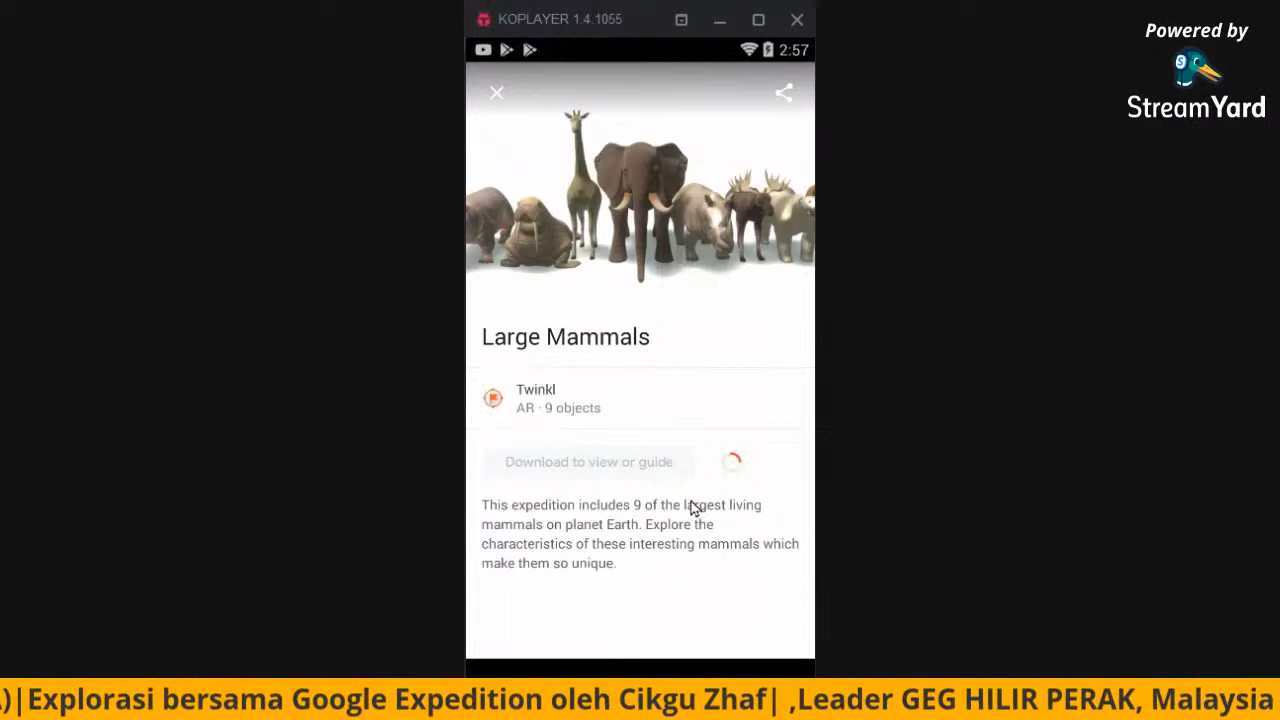 KOPLAYER 1.4.1055
2:57
Powered by
StreamYard
Large Mammals
Twinkl
AR · 9 objects
Download to view or guide
This expedition includes 9 of the largest living
mammals on planet Earth. Explore the
characteristics of these interesting mammals which
make them so unique.
)|Explorasi bersama Google Expedition oleh Cikgu Zhaf| ,Leader GEG HILIR PERAK, Malaysia